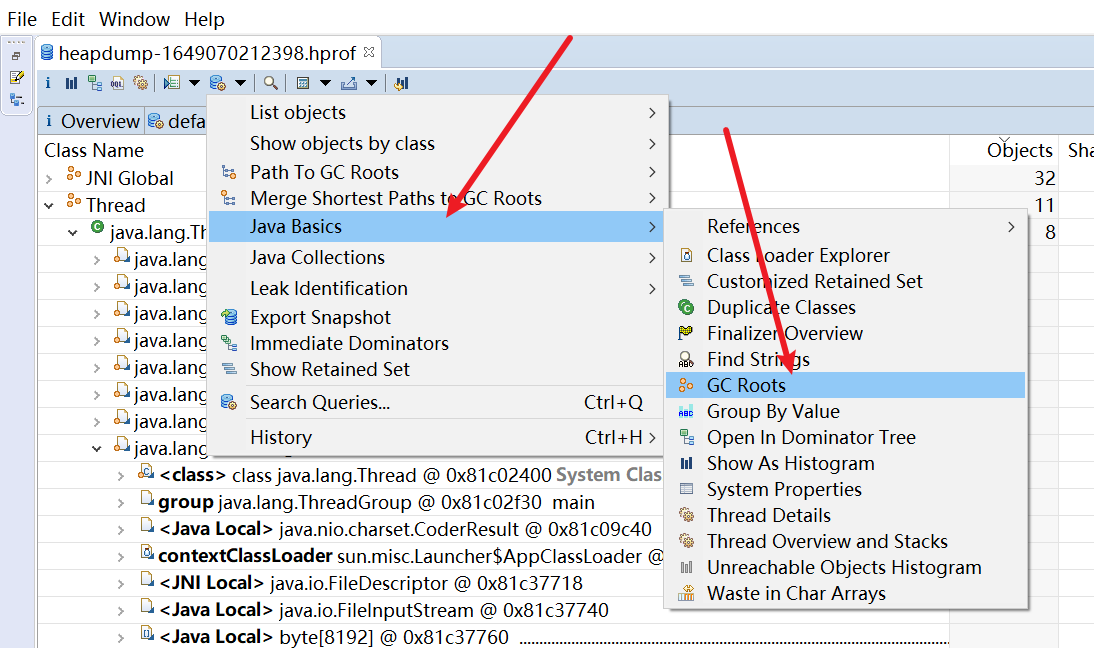 File Edit Window Help
heapdump-1649070212398.hprof
i OQL
i Overview defa
List objects
Show objects by class
Path To GC Roots
Merge Shortest Paths to GC Roots
Java Basics
Java Collections
Leak Identification
Export Snapshot
Immediate Dominators
Show Retained Set
Search Queries... Ctrl+Q
History Ctrl+H
References
Class Loader Explorer
Customized Retained Set
Duplicate Classes
Finalizer Overview
Find Strings
GC Roots
Group By Value
Open In Dominator Tree
Show As Histogram
System Properties
Thread Details
Thread Overview and Stacks
Unreachable Objects Histogram
Waste in Char Arrays
Class Name Objects Sha
JNI Global 32
Thread 11
java.lang.Th 8
java.lang
java.lang
java.lang
java.lang
java.lang
java.lang
java.lang
java.lang
<class> class java.lang.Thread @ 0x81c02400 System Clas
group java.lang.ThreadGroup @ 0x81c02f30 main
<Java Local> java.nio.charset.CoderResult @ 0x81c09c40
contextClassLoader sun.misc.Launcher$AppClassLoader @
<JNI Local> java.io.FileDescriptor @ 0x81c37718
<Java Local> java.io.FileInputStream @ 0x81c37740
<Java Local> byte[8192] @ 0x81c37760 ........................................................................................................